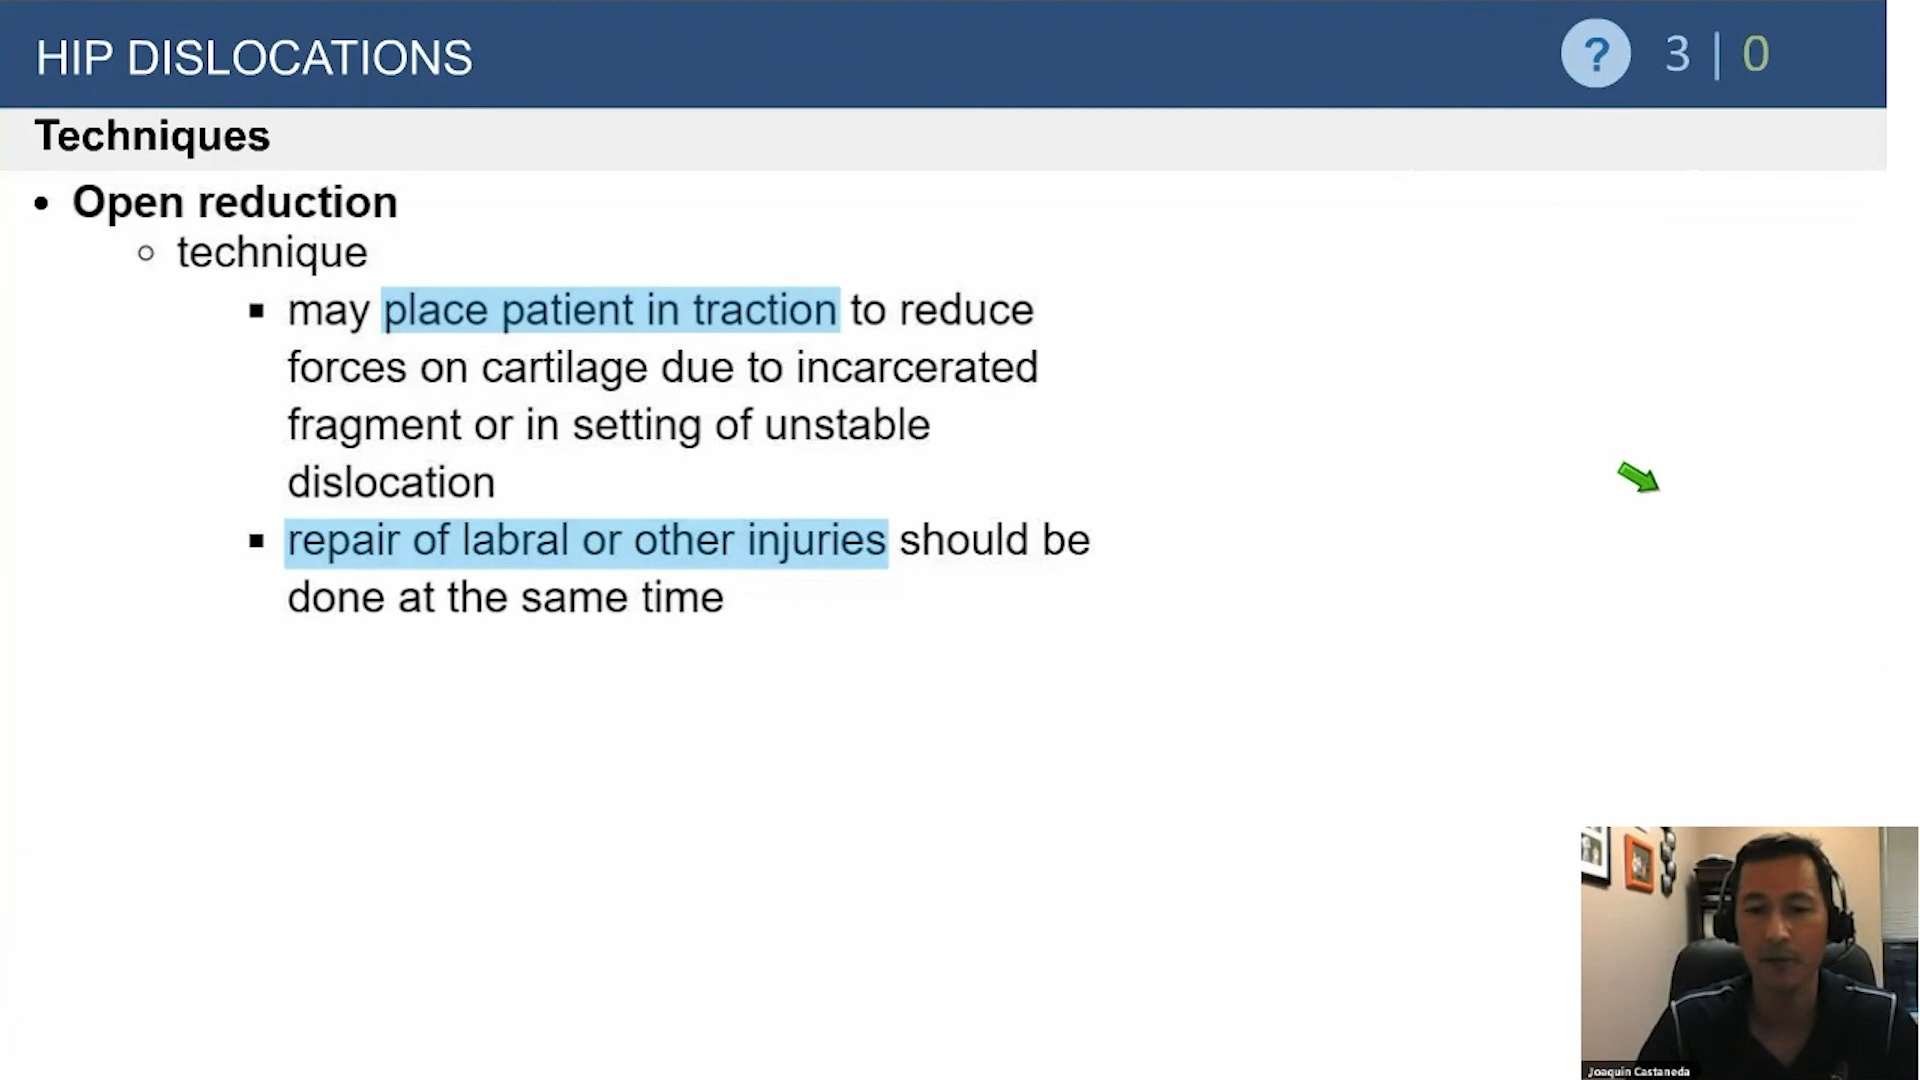 HIP DISLOCATIONS
? 3 | 0
Techniques
• Open reduction
○ technique
▪ may place patient in traction to reduce
forces on cartilage due to incarcerated
fragment or in setting of unstable
dislocation
▪ repair of labral or other injuries should be
done at the same time
Joaquin Castaneda